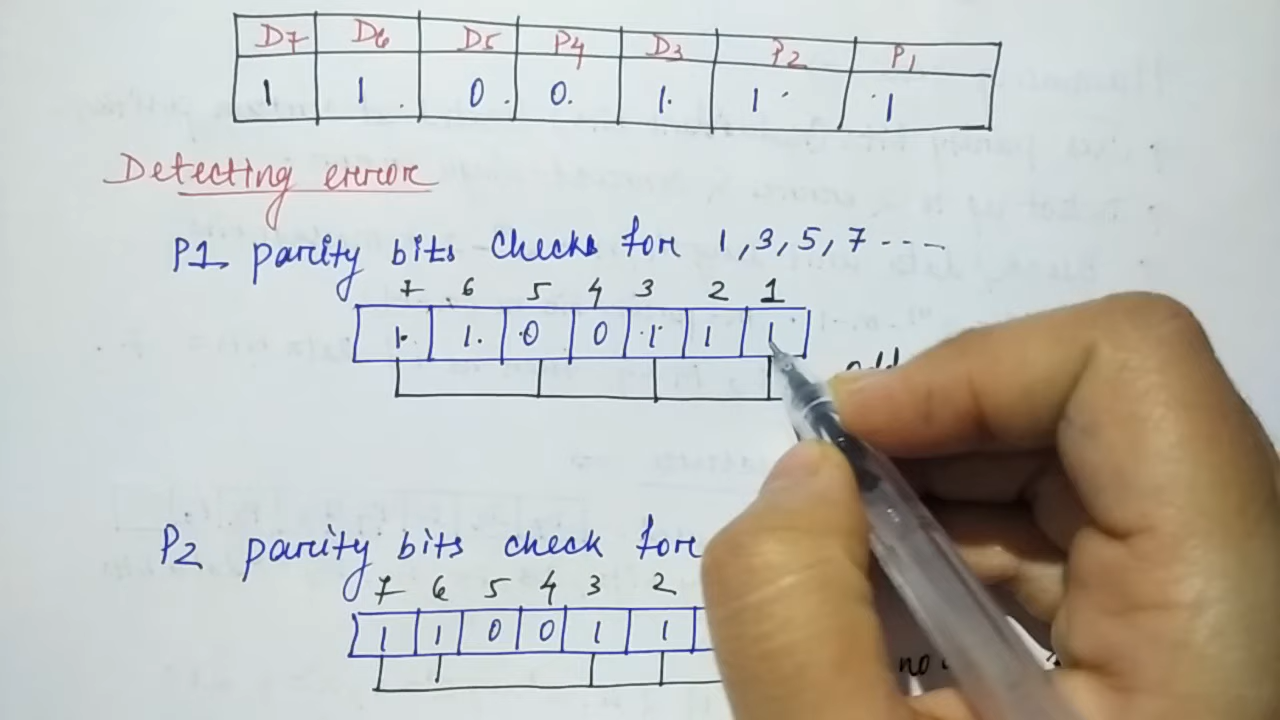 D7 D6 D5 P4 D3 P2 P1
1 1 0 0 1 1 1
Detecting error
P1 parity bits checks for 1, 3, 5, 7 ---
7 6 5 4 3 2 1
1 1 0 0 1 1 1
P2 parity bits check for
7 6 5 4 3 2
1 1 0 0 1 1
no